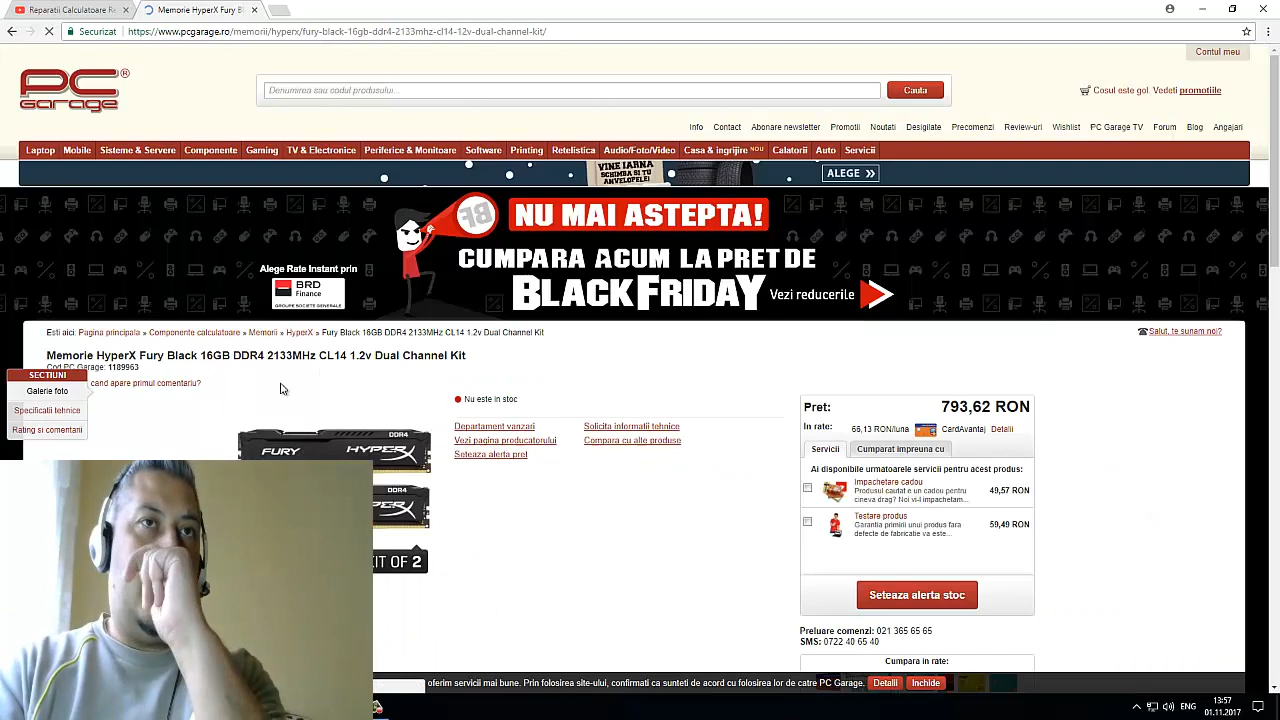 Reparatii Calculatoare Re
Memorie HyperX Fury Bl
Securizat
https://www.pcgarage.ro/memorii/hyperx/fury-black-16gb-ddr4-2133mhz-cl14-12v-dual-channel-kit/
Contul meu
PC Garage®
Denumirea sau codul produsului...
Cauta
Cosul este gol. Vedeti promotiile
Info Contact Abonare newsletter Promotii Noutati Desigilate Precomenzi Review-uri Wishlist PC Garage TV Forum Blog Angajari
Laptop Mobile Sisteme & Servere Componente Gaming TV & Electronice Periferice & Monitoare Software Printing Retelistica Audio/Foto/Video Casa & ingrijire NOU Calatorii Auto Servicii
VINE IARNA
SCHIMBA SI TU
ANVELOPELE!
ALEGE »
BF
NU MAI ASTEPTA!
CUMPARA ACUM LA PRET DE
BLACK FRIDAY
Vezi reducerile
Alege Rate Instant prin
BRD
Finance
GROUPE SOCIETE GENERALE
Esti aici: Pagina principala » Componente calculatoare » Memorii » HyperX » Fury Black 16GB DDR4 2133MHz CL14 1.2v Dual Channel Kit
Salut, te sunam noi?
Memorie HyperX Fury Black 16GB DDR4 2133MHz CL14 1.2v Dual Channel Kit
Cod PC Garage: 1189963
SECTIUNI
Galerie foto
Specificatii tehnice
Rating si comentarii
cand apare primul comentariu?
DDR4
FURY HYPERX
DDR4
KIT OF 2
Nu este in stoc
Departament vanzari
Solicita informatii tehnice
Vezi pagina producatorului
Compara cu alte produse
Seteaza alerta pret
Pret: 793,62 RON
In rate: 66,13 RON/luna CardAvantaj Detalii
Servicii Cumparat impreuna cu
Ai disponibile urmatoarele servicii pentru acest produs:
Impachetare cadou
Produsul cautat e un cadou pentru
cineva drag? Noi vi-l impachetam...
49,57 RON
Testare produs
Garantia primirii unui produs fara
defecte de fabricatie va este...
59,49 RON
Seteaza alerta stoc
Preluare comenzi: 021 365 65 65
SMS: 0722 40 65 40
Cumpara in rate:
oferim servicii mai bune. Prin folosirea site-ului, confirmati ca sunteti de acord cu folosirea lor de catre PC Garage.
Detalii
Inchide
ENG
13:57
01.11.2017